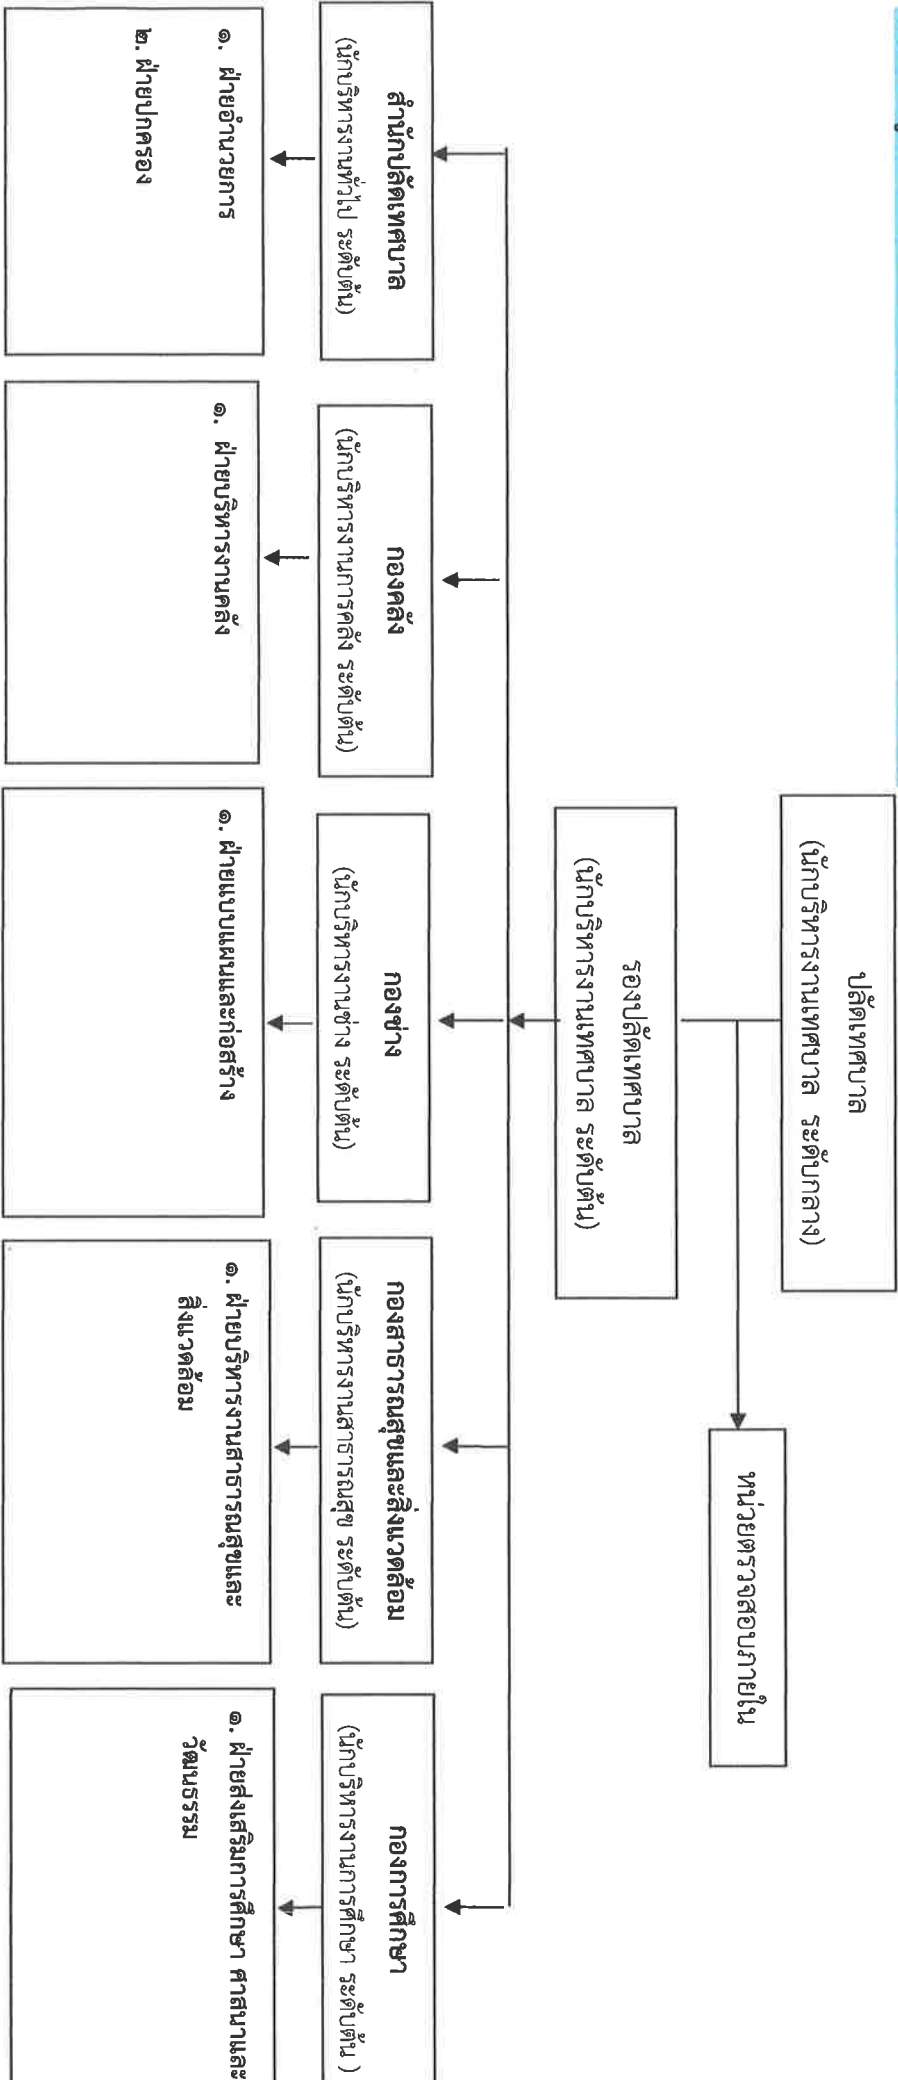 ปลัดเทศบาล
(นักบริหารงานเทศบาล ระดับกลาง)
หน่วยตรวจสอบภายใน
รองปลัดเทศบาล
(นักบริหารงานเทศบาล ระดับต้น)
สำนักปลัดเทศบาล
(นักบริหารงานทั่วไป ระดับต้น)
กองคลัง
(นักบริหารงานการคลัง ระดับต้น)
กองช่าง
(นักบริหารงานช่าง ระดับต้น)
กองสาธารณสุขและสิ่งแวดล้อม
(นักบริหารงานสาธารณสุข ระดับต้น)
กองการศึกษา
(นักบริหารงานการศึกษา ระดับต้น )
๑. ฝ่ายอำนวยการ
๒. ฝ่ายปกครอง
๑. ฝ่ายบริหารงานคลัง
๑. ฝ่ายแบบแผนและก่อสร้าง
๑. ฝ่ายบริหารงานสาธารณสุขและ
สิ่งแวดล้อม
๑. ฝ่ายส่งเสริมการศึกษา ศาสนาและ
วัฒนธรรม